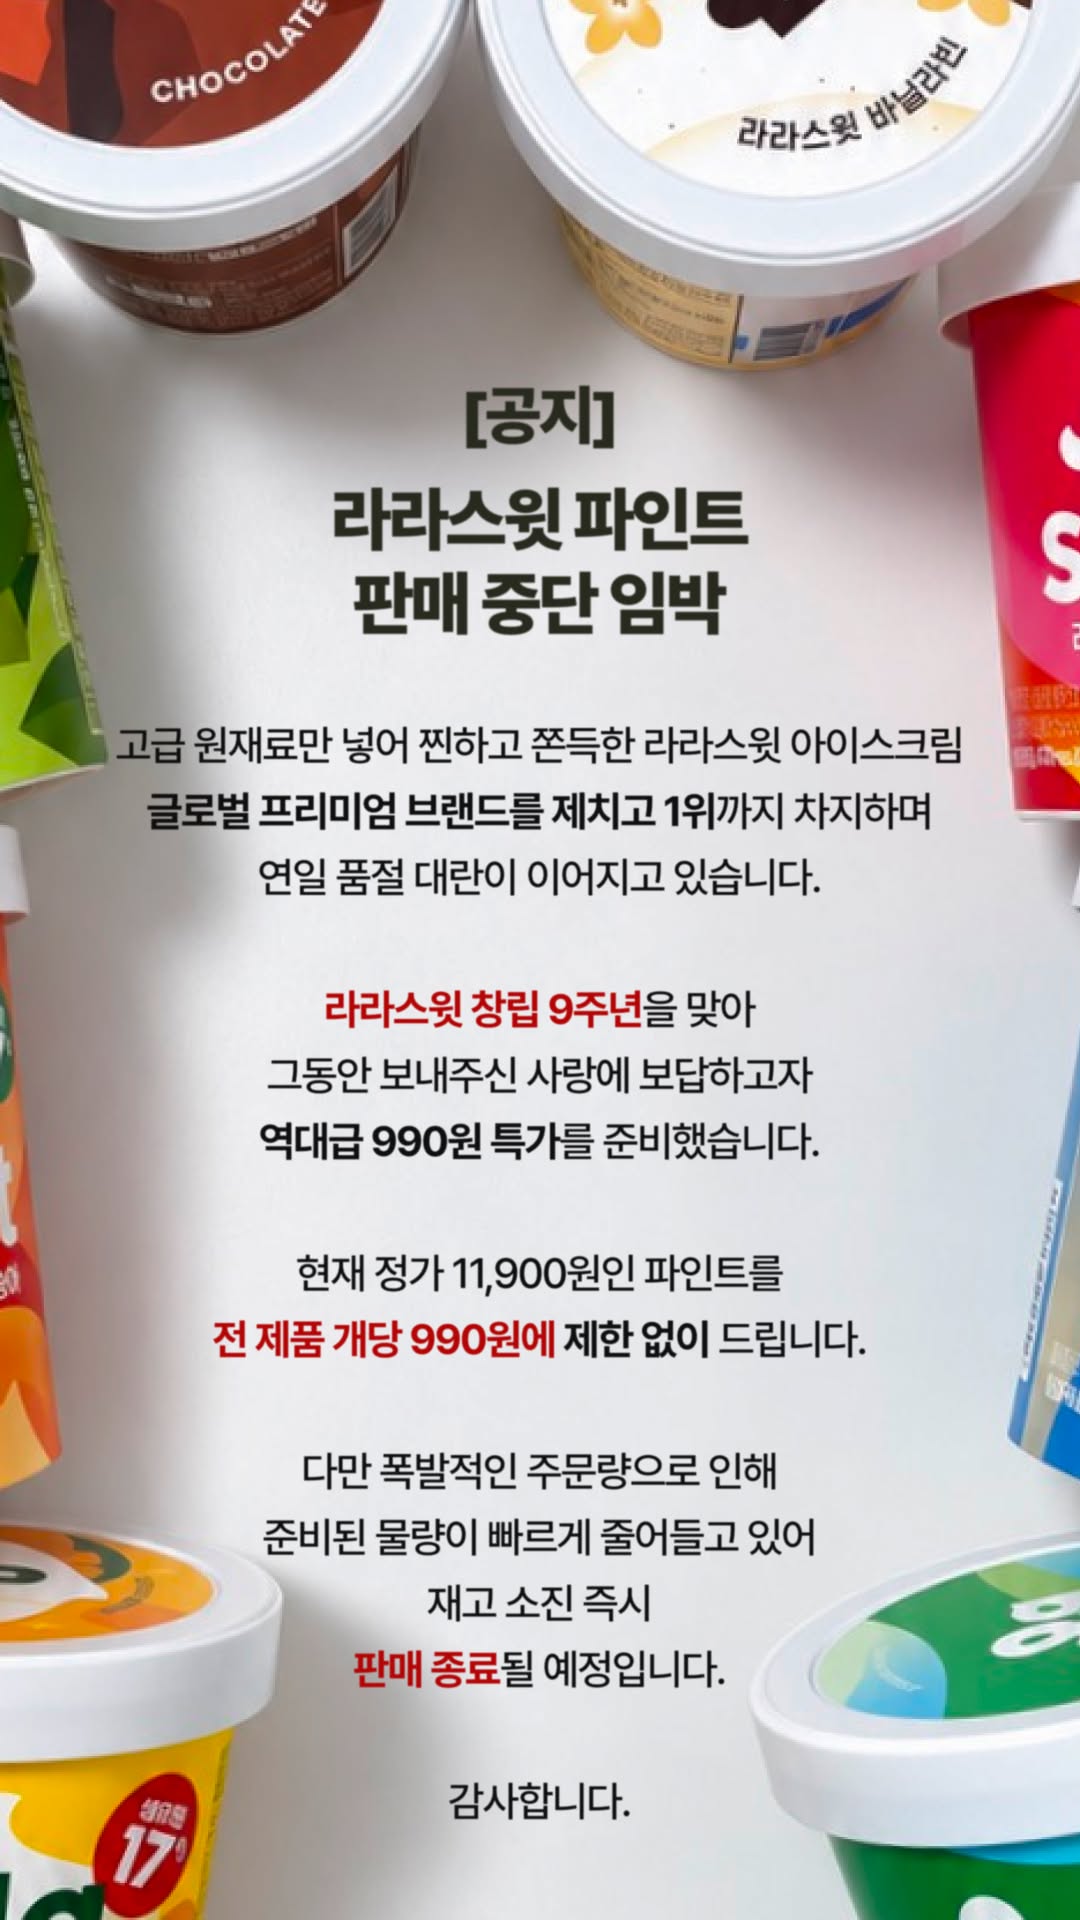 CHOCOLATE
라라스윗 바닐라빈
[공지]
라라스윗 파인트
판매 중단 임박
고급 원재료만 넣어 찐하고 쫀득한 라라스윗 아이스크림
글로벌 프리미엄 브랜드를 제치고 1위까지 차지하며
연일 품절 대란이 이어지고 있습니다.
라라스윗 창립 9주년을 맞아
그동안 보내주신 사랑에 보답하고자
역대급 990원 특가를 준비했습니다.
현재 정가 11,900원인 파인트를
전 제품 개당 990원에 제한 없이 드립니다.
다만 폭발적인 주문량으로 인해
준비된 물량이 빠르게 줄어들고 있어
재고 소진 즉시
판매 종료될 예정입니다.
감사합니다.
17